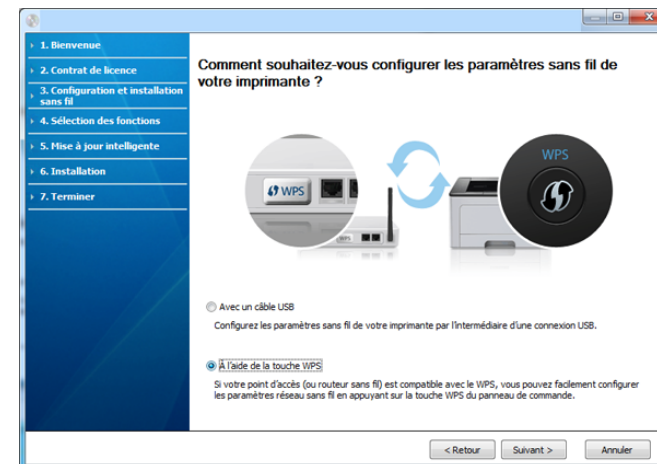 1. Bienvenue
2. Contrat de licence
3. Configuration et installation
sans fil
4. Sélection des fonctions
5. Mise à jour intelligente
6. Installation
7. Terminer
Comment souhaitez-vous configurer les paramètres sans fil de
votre imprimante ?
WPS
WPS
WPS
Avec un câble USB
Configurez les paramètres sans fil de votre imprimante par l'intermédiaire d'une connexion USB.
À l'aide de la touche WPS
Si votre point d'accès (ou routeur sans fil) est compatible avec le WPS, vous pouvez facilement configurer
les paramètres réseau sans fil en appuyant sur la touche WPS du panneau de commande.
< Retour
Suivant >
Annuler